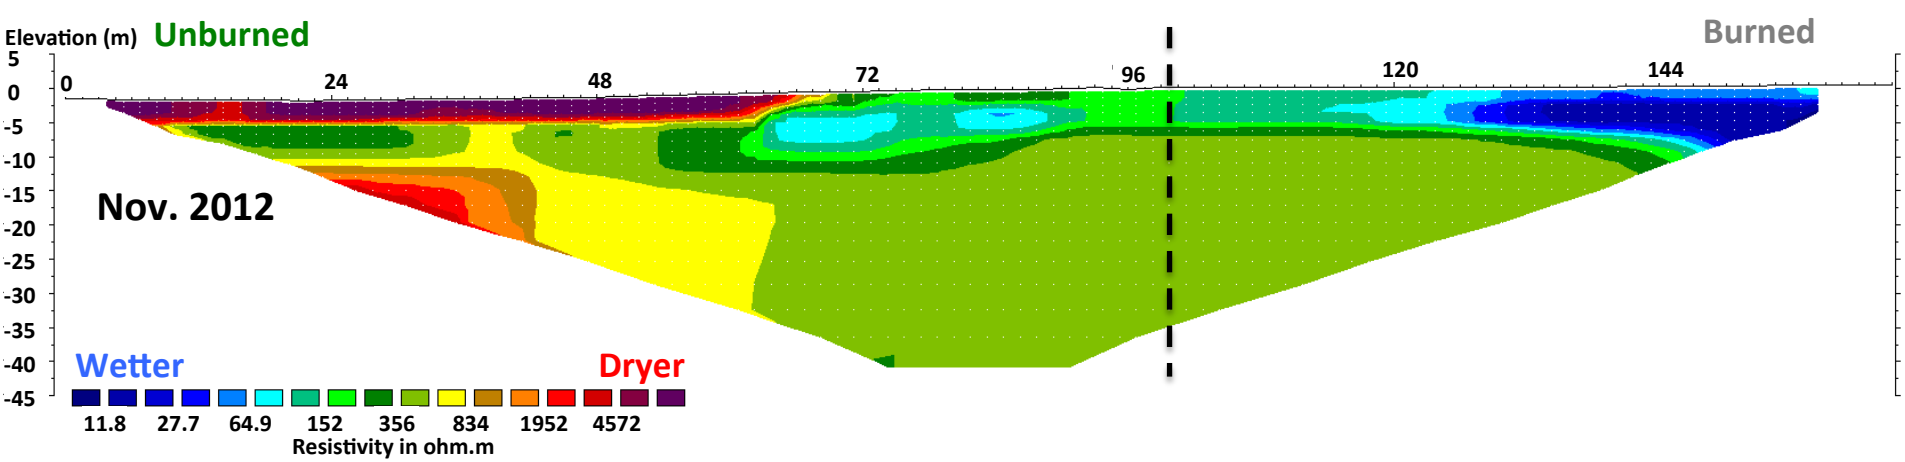 Elevation (m) Unburned Burned
5
0 24 48 72 96 120 144
0
-5
-10
-15
Nov. 2012
-20
-25
-30
-35
Wetter Dryer
-40
-45
11.8 27.7 64.9 152 356 834 1952 4572
Resistivity in ohm.m